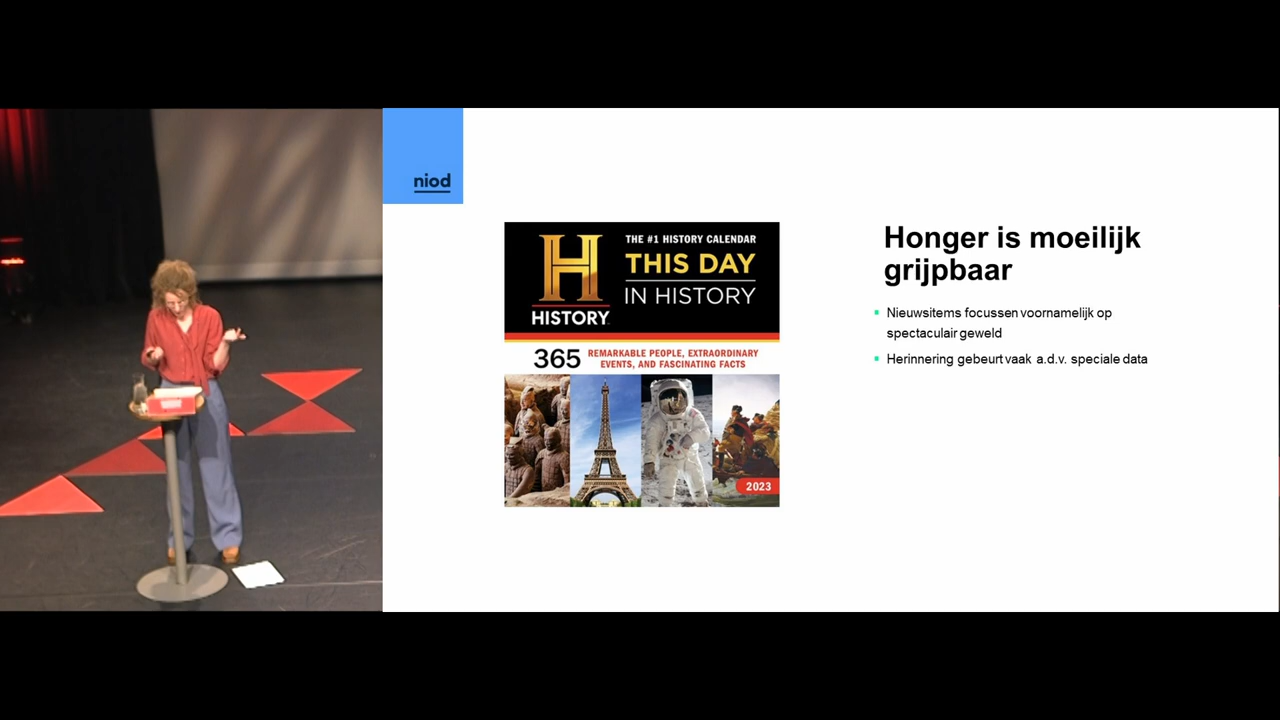 niod
THE #1 HISTORY CALENDAR
THIS DAY
IN HISTORY
HISTORY
365 REMARKABLE PEOPLE, EXTRAORDINARY
EVENTS, AND FASCINATING FACTS
2023
Honger is moeilijk
grijpbaar
Nieuwsitems focussen voornamelijk op
spectaculair geweld
Herinnering gebeurt vaak a.d.v. speciale data